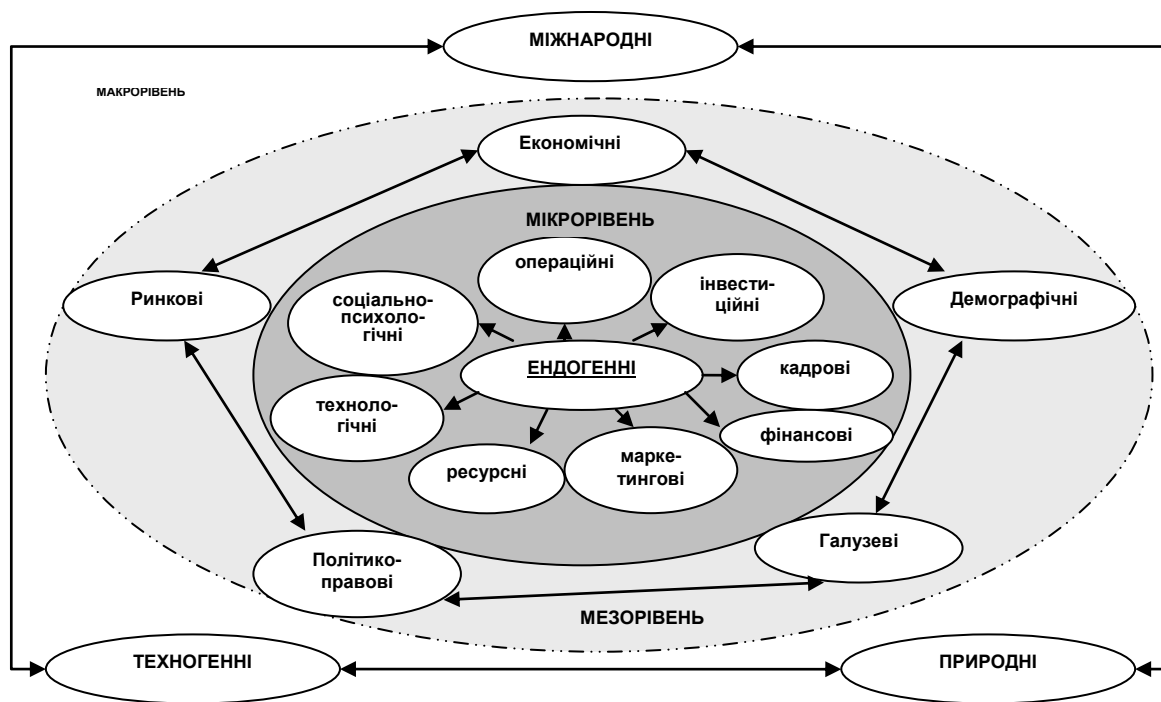 МІЖНАРОДНІ
МАКРОРІВЕНЬ
Економічні
МІКРОРІВЕНЬ
операційні
інвести-
ційні
соціально-
психоло-
гічні
Ринкові
Демографічні
ЕНДОГЕННІ
кадрові
техноло-
гічні
фінансові
марке-
тингові
ресурсні
Галузеві
Політико-
правові
МЕЗОРІВЕНЬ
ТЕХНОГЕННІ
ПРИРОДНІ